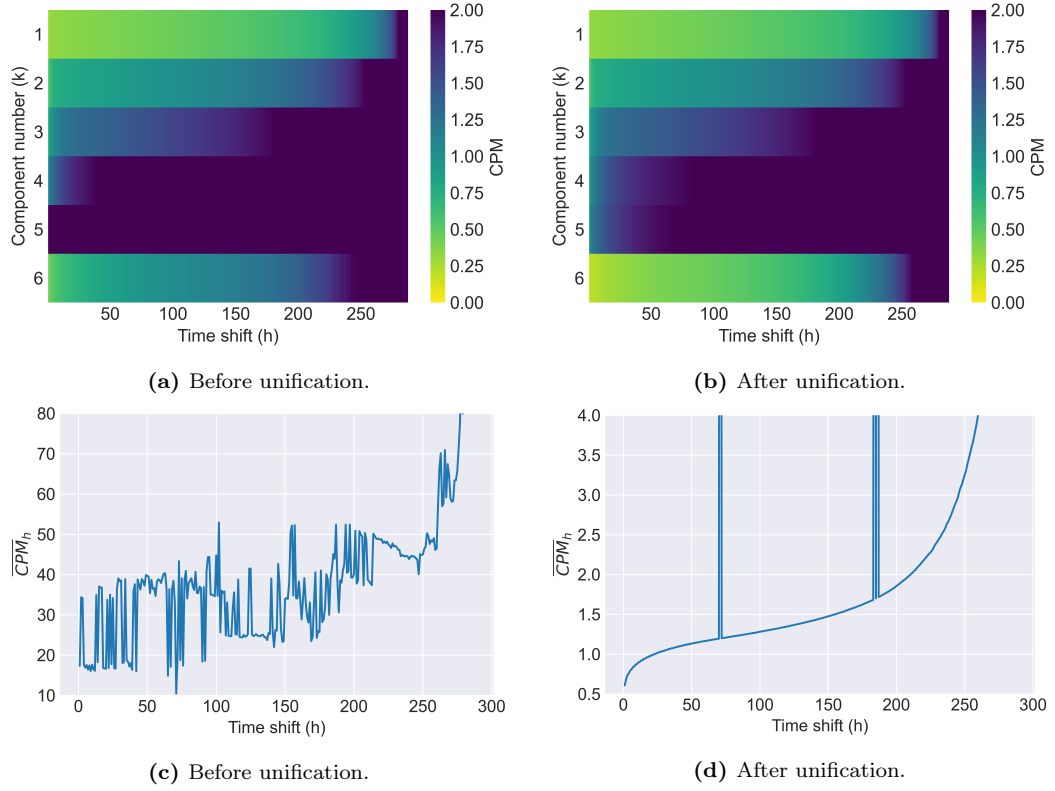 Component number (k)
1
2
3
4
5
6
50 100 150 200 250
Time shift (h)
2.00
1.75
1.50
1.25
1.00
0.75
0.50
0.25
0.00
CPM
(a) Before unification.
Component number (k)
1
2
3
4
5
6
50 100 150 200 250
Time shift (h)
2.00
1.75
1.50
1.25
1.00
0.75
0.50
0.25
0.00
CPM
(b) After unification.
$\overline{CPM}_h$
80
70
60
50
40
30
20
10
0 50 100 150 200 250 300
Time shift (h)
(c) Before unification.
$\overline{CPM}_h$
4.0
3.5
3.0
2.5
2.0
1.5
1.0
0.5
0 50 100 150 200 250 300
Time shift (h)
(d) After unification.